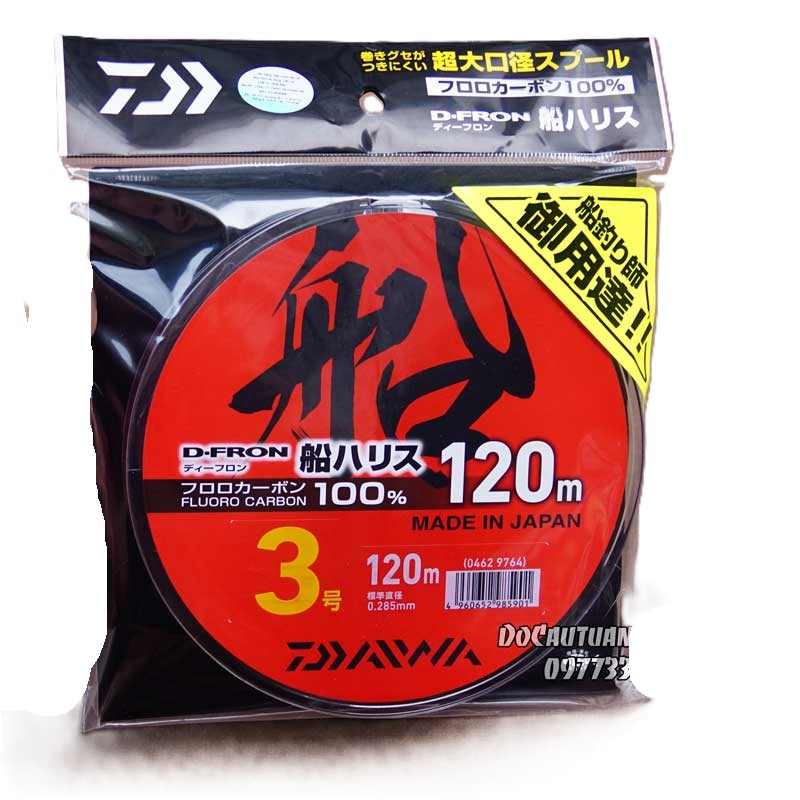 巻きグセが
つきにくい
超大口径スプール
フロロカーボン100%
D-FRON
ディーフロン
船ハリス
船釣り師
御用達!!
船
D-FRON
ディーフロン
船ハリス
フロロカーボン
FLUORO CARBON
100%
120m
MADE IN JAPAN
3号
120m
標準直径
0.285mm
(0462 9764)
4 960652 985901
DAIWA
DOCAUTUAN
097733